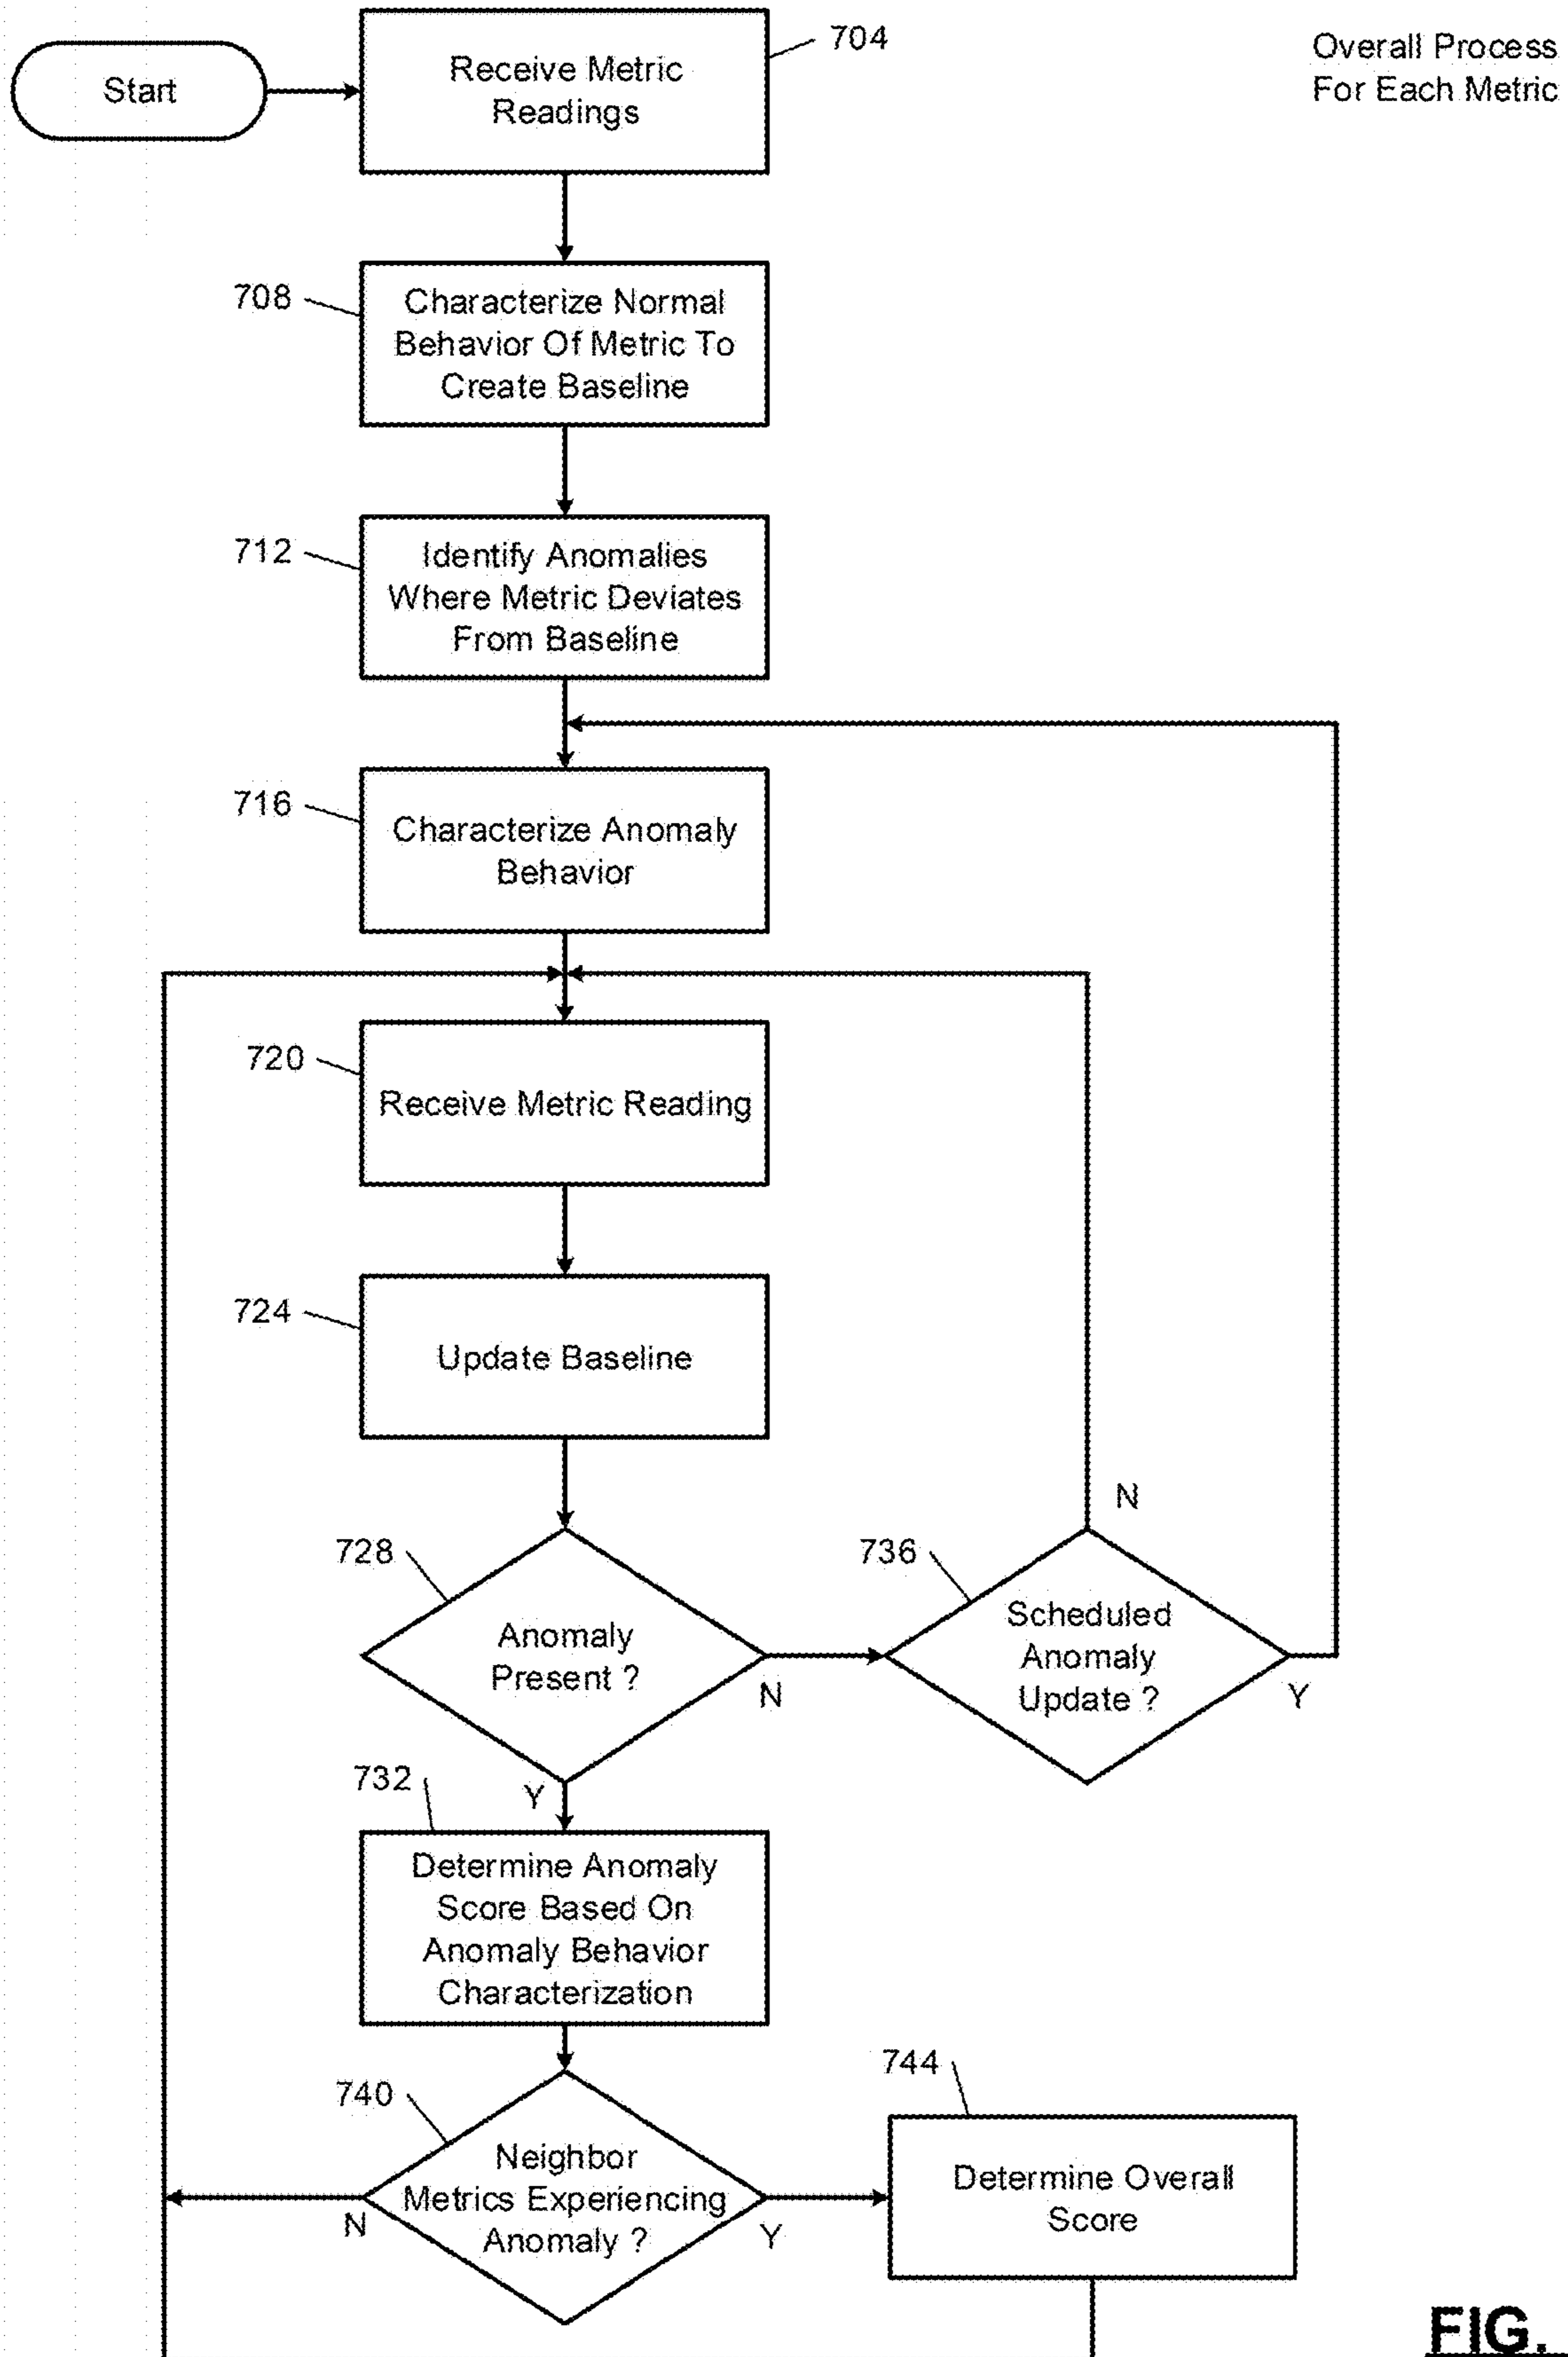 Start
Receive Metric
Readings
704
Overall Process
For Each Metric
708
Characterize Normal
Behavior Of Metric To
Create Baseline
712
Identify Anomalies
Where Metric Deviates
From Baseline
716
Characterize Anomaly
Behavior
720
Receive Metric Reading
724
Update Baseline
728
Anomaly
Present ?
N
Y
736
Scheduled
Anomaly
Update ?
N
Y
732
Determine Anomaly
Score Based On
Anomaly Behavior
Characterization
740
Neighbor
Metrics Experiencing
Anomaly ?
N
Y
744
Determine Overall
Score
FIG.